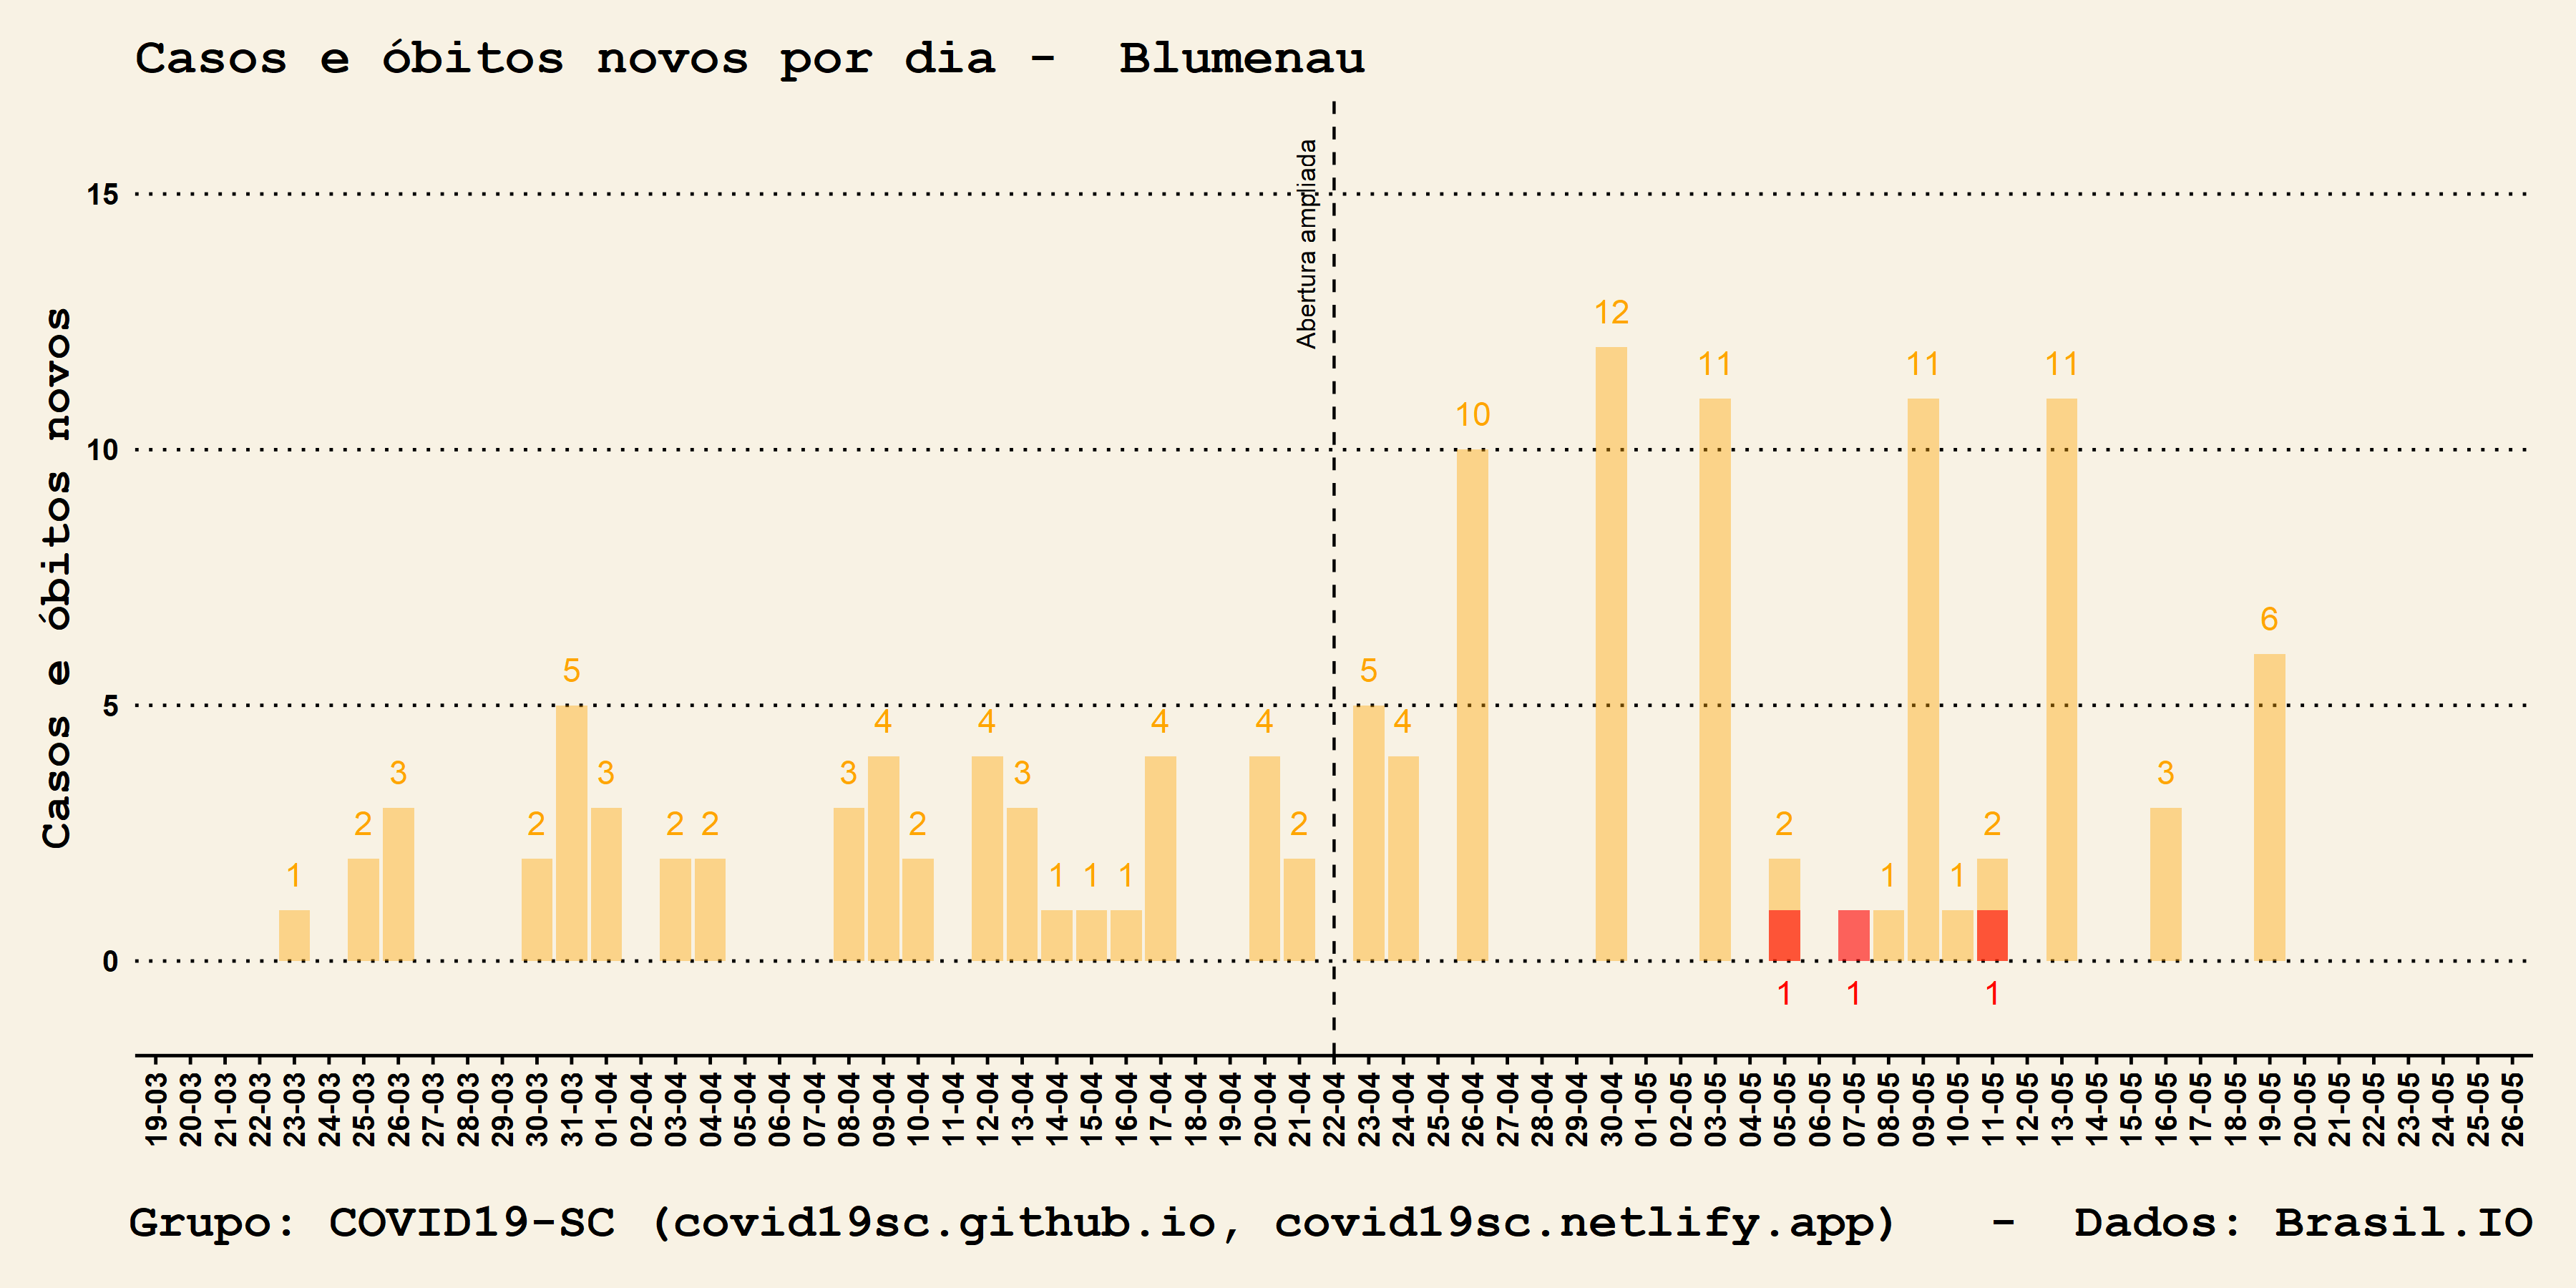 Casos e óbitos novos por dia -  Blumenau
Abertura ampliada
Casos e óbitos novos
15
10
5
0
1 2 3 2 5 3 2 2 3 4 2 4 3 1 1 1 4 4 2 5 4 10 12 11 2 1 11 1 2 11 3 6
1 1 1
19-03 20-03 21-03 22-03 23-03 24-03 25-03 26-03 27-03 28-03 29-03 30-03 31-03 01-04 02-04 03-04 04-04 05-04 06-04 07-04 08-04 09-04 10-04 11-04 12-04 13-04 14-04 15-04 16-04 17-04 18-04 19-04 20-04 21-04 22-04 23-04 24-04 25-04 26-04 27-04 28-04 29-04 30-04 01-05 02-05 03-05 04-05 05-05 06-05 07-05 08-05 09-05 10-05 11-05 12-05 13-05 14-05 15-05 16-05 17-05 18-05 19-05 20-05 21-05 22-05 23-05 24-05 25-05 26-05
Grupo: COVID19-SC (covid19sc.github.io, covid19sc.netlify.app)   -  Dados: Brasil.IO